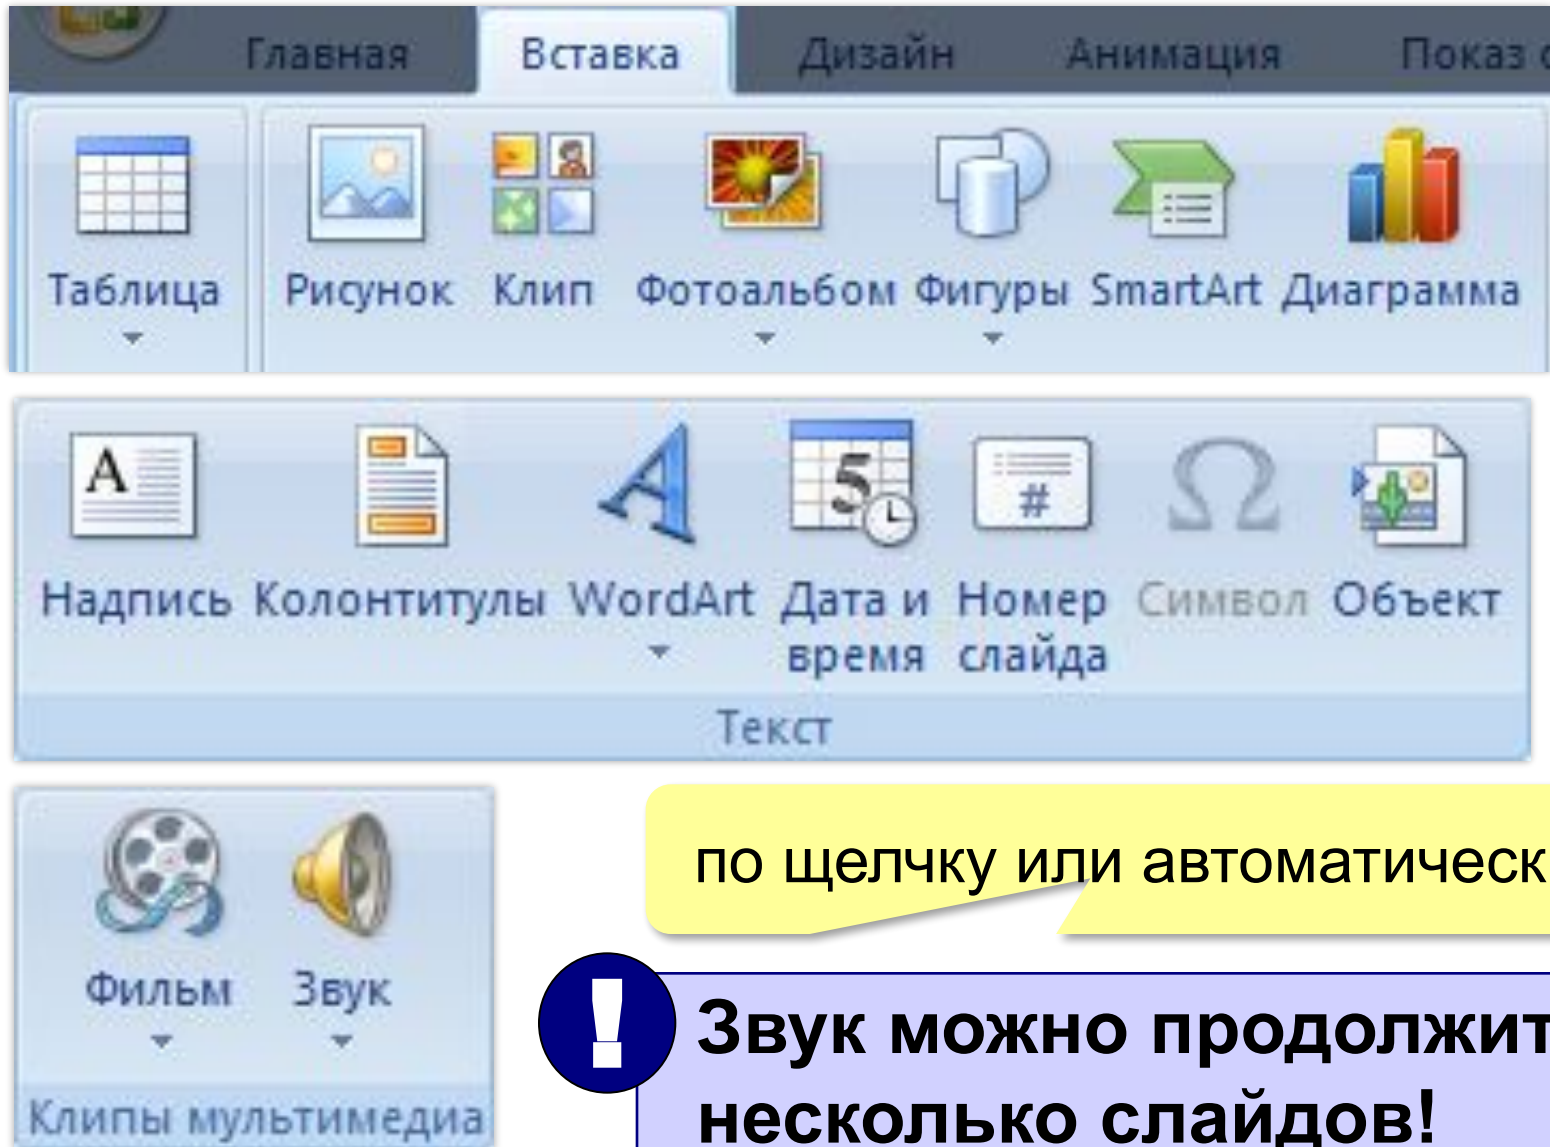 Главная Вставка Дизайн Анимация Показ с
Таблица Рисунок Клип Фотоальбом Фигуры SmartArt Диаграмма
A
5
#
Ω
Надпись Колонтитулы WordArt Дата и время Номер слайда Символ Объект
Текст
Фильм Звук
Клипы мультимедиа
по щелчку или автоматическ
!
Звук можно продолжит
несколько слайдов!